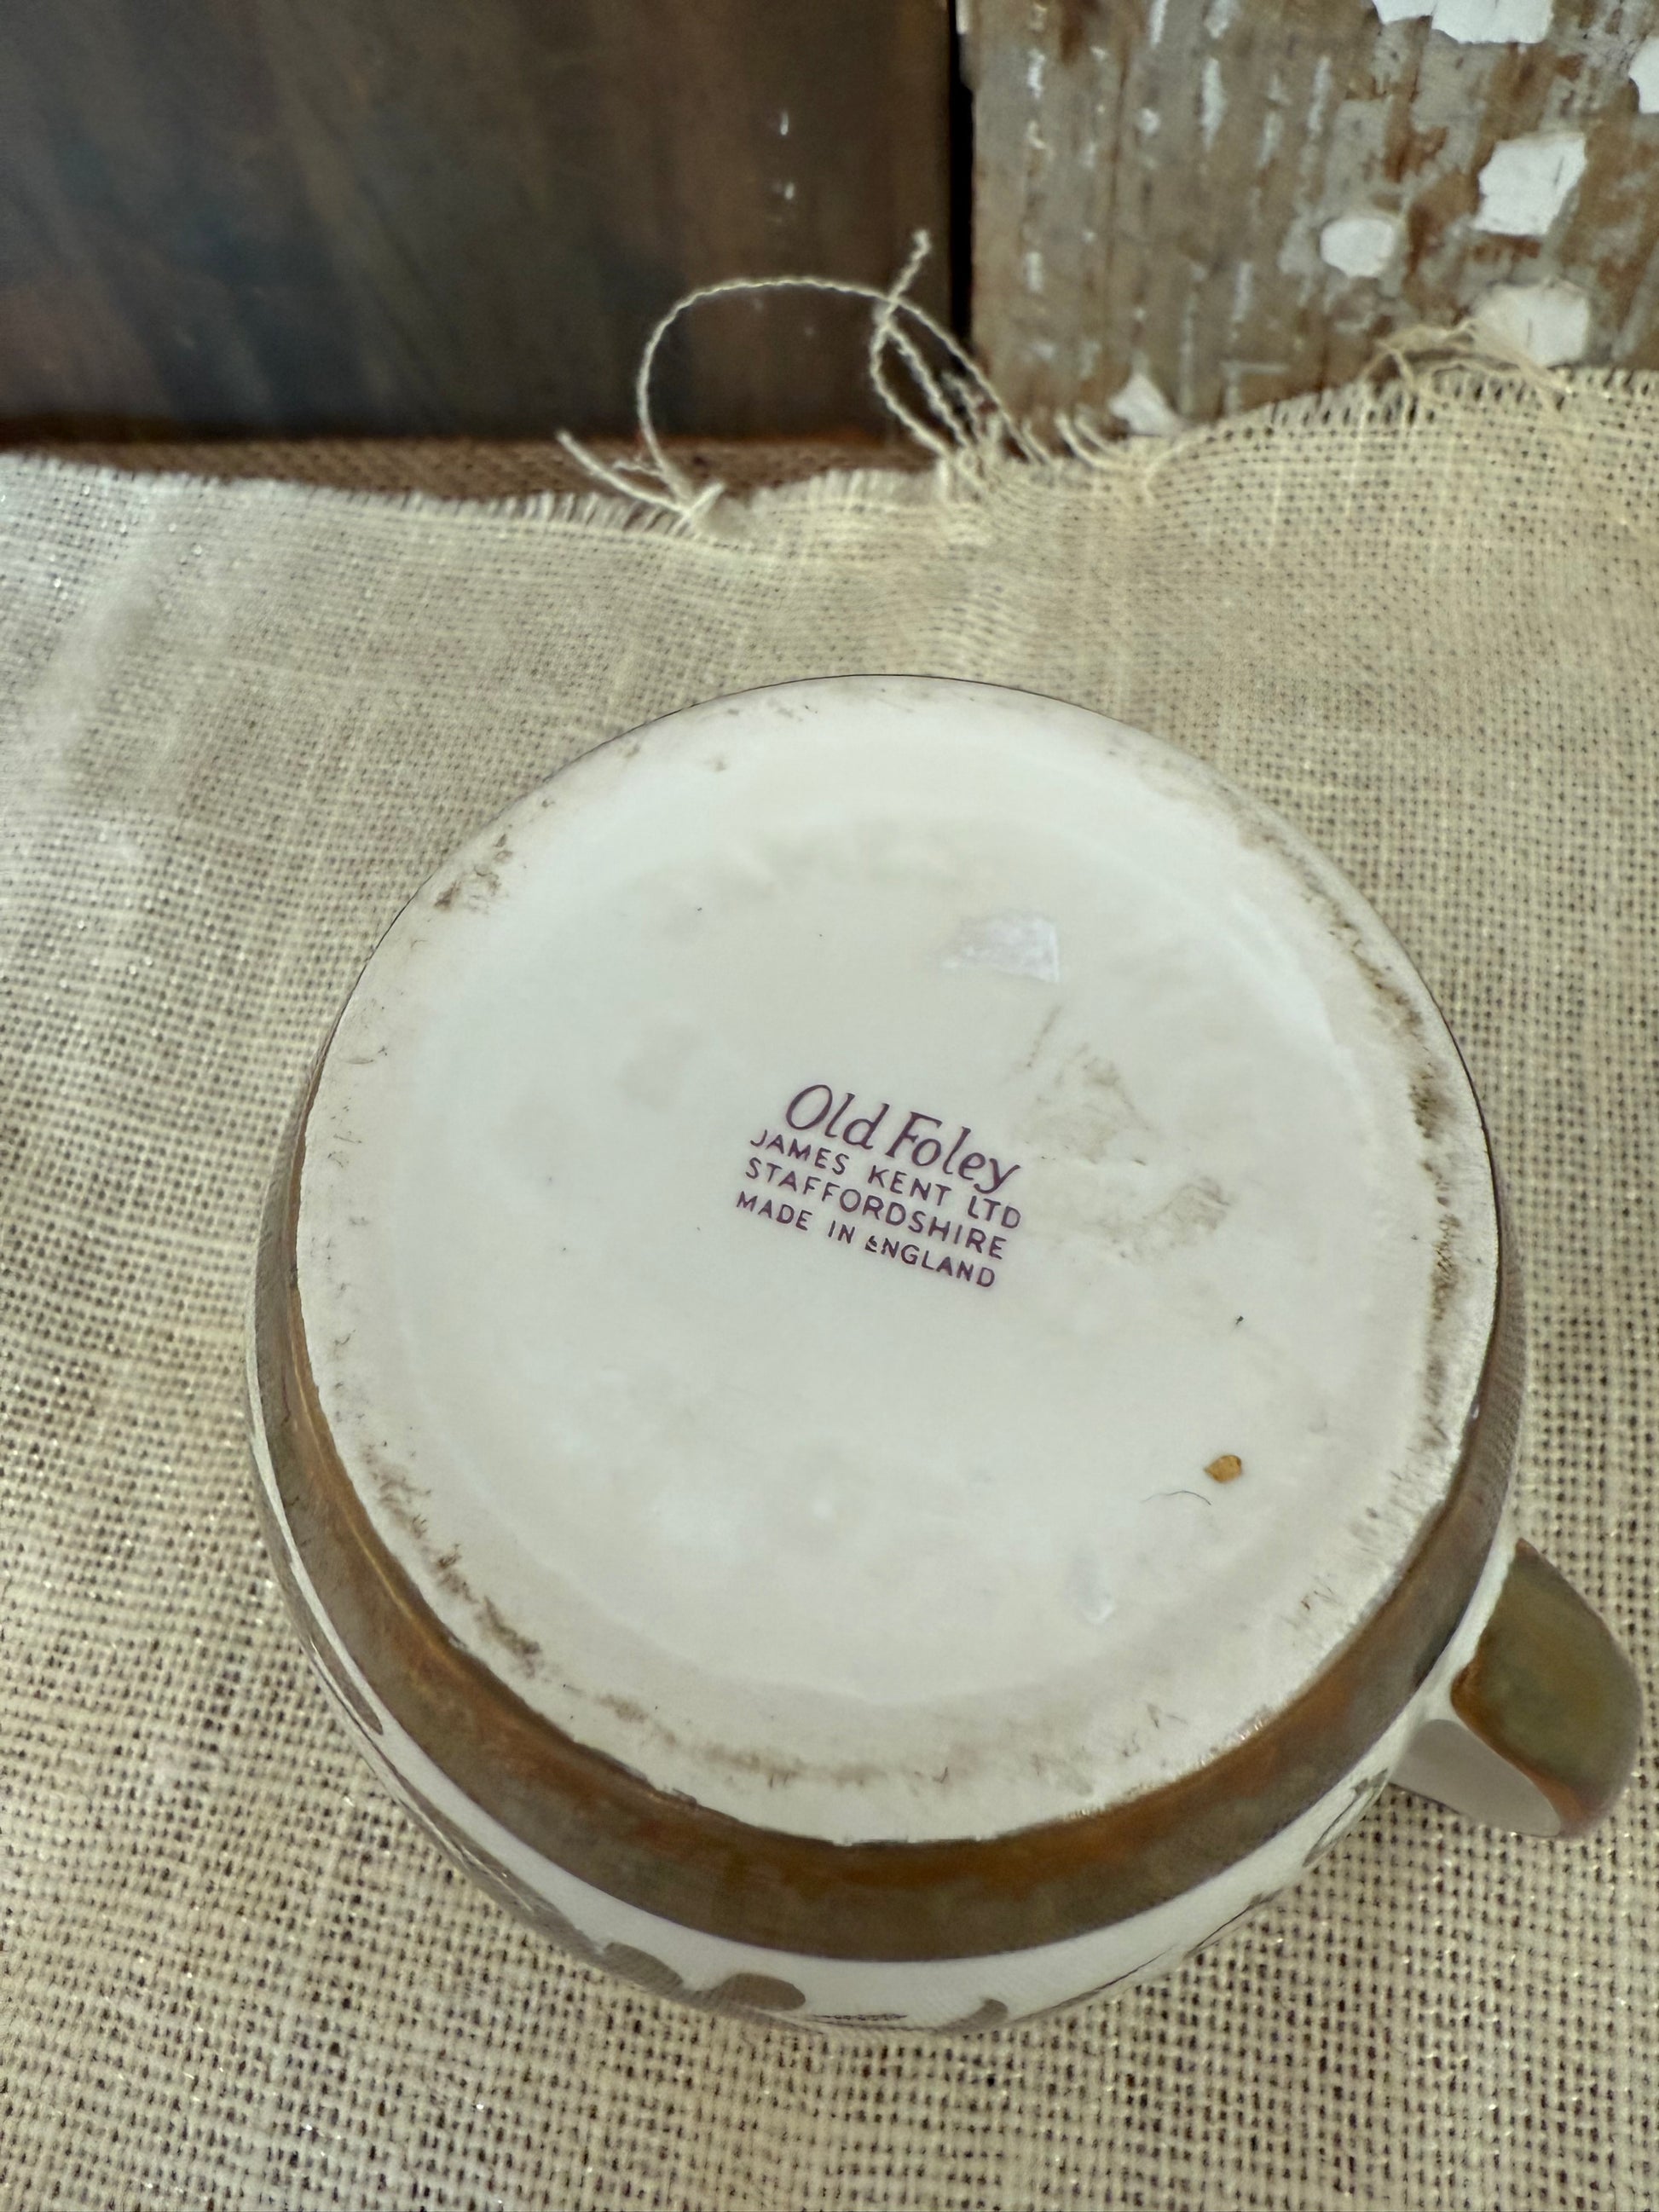 Old Foley
JAMES KENT LTD
STAFFORDSHIRE
MADE IN ENGLAND